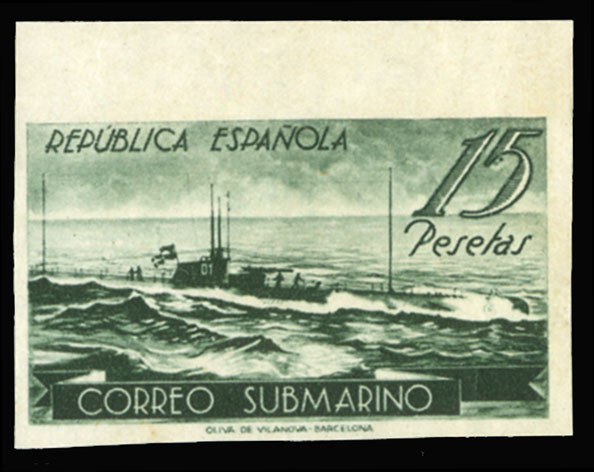 REPÚBLICA ESPAÑOLA
15
Pesetas
D1
CORREO SUBMARINO
OLIVA DE VILANOVA-BARCELONA